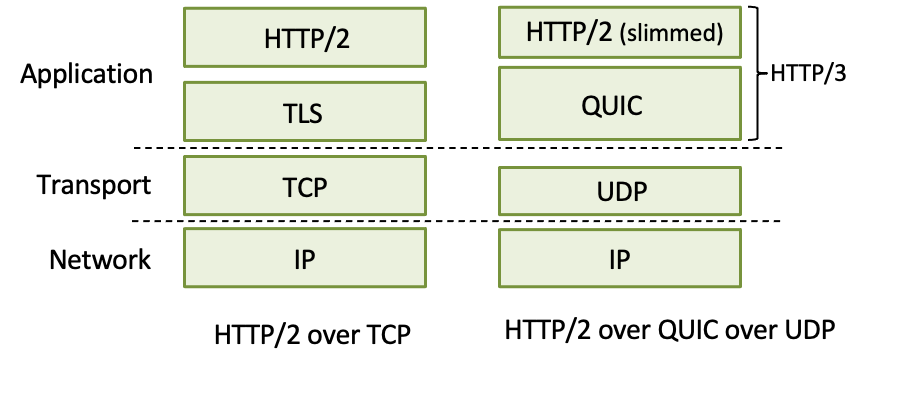 HTTP/2
HTTP/2 (slimmed)
Application
HTTP/3
TLS
QUIC
Transport
TCP
UDP
Network
IP
IP
HTTP/2 over TCP
HTTP/2 over QUIC over UDP